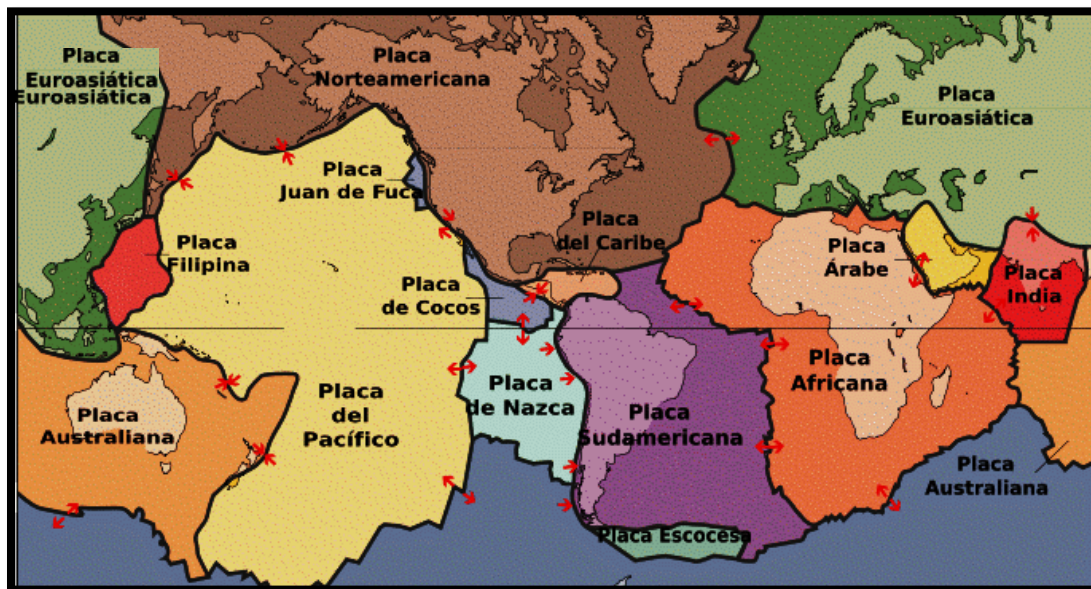 Placa
Euroasiática
Euroasiática
Placa
Norteamericana
Placa
Euroasiática
Placa
Juan de Fuca
Placa
del Caribe
Placa
Filipina
Placa
Árabe
Placa
India
Placa
de Cocos
Placa
Africana
Placa
de Nazca
Placa
del
Pacífico
Placa
Australiana
Placa
Sudamericana
Placa
Australiana
Placa Escocesa